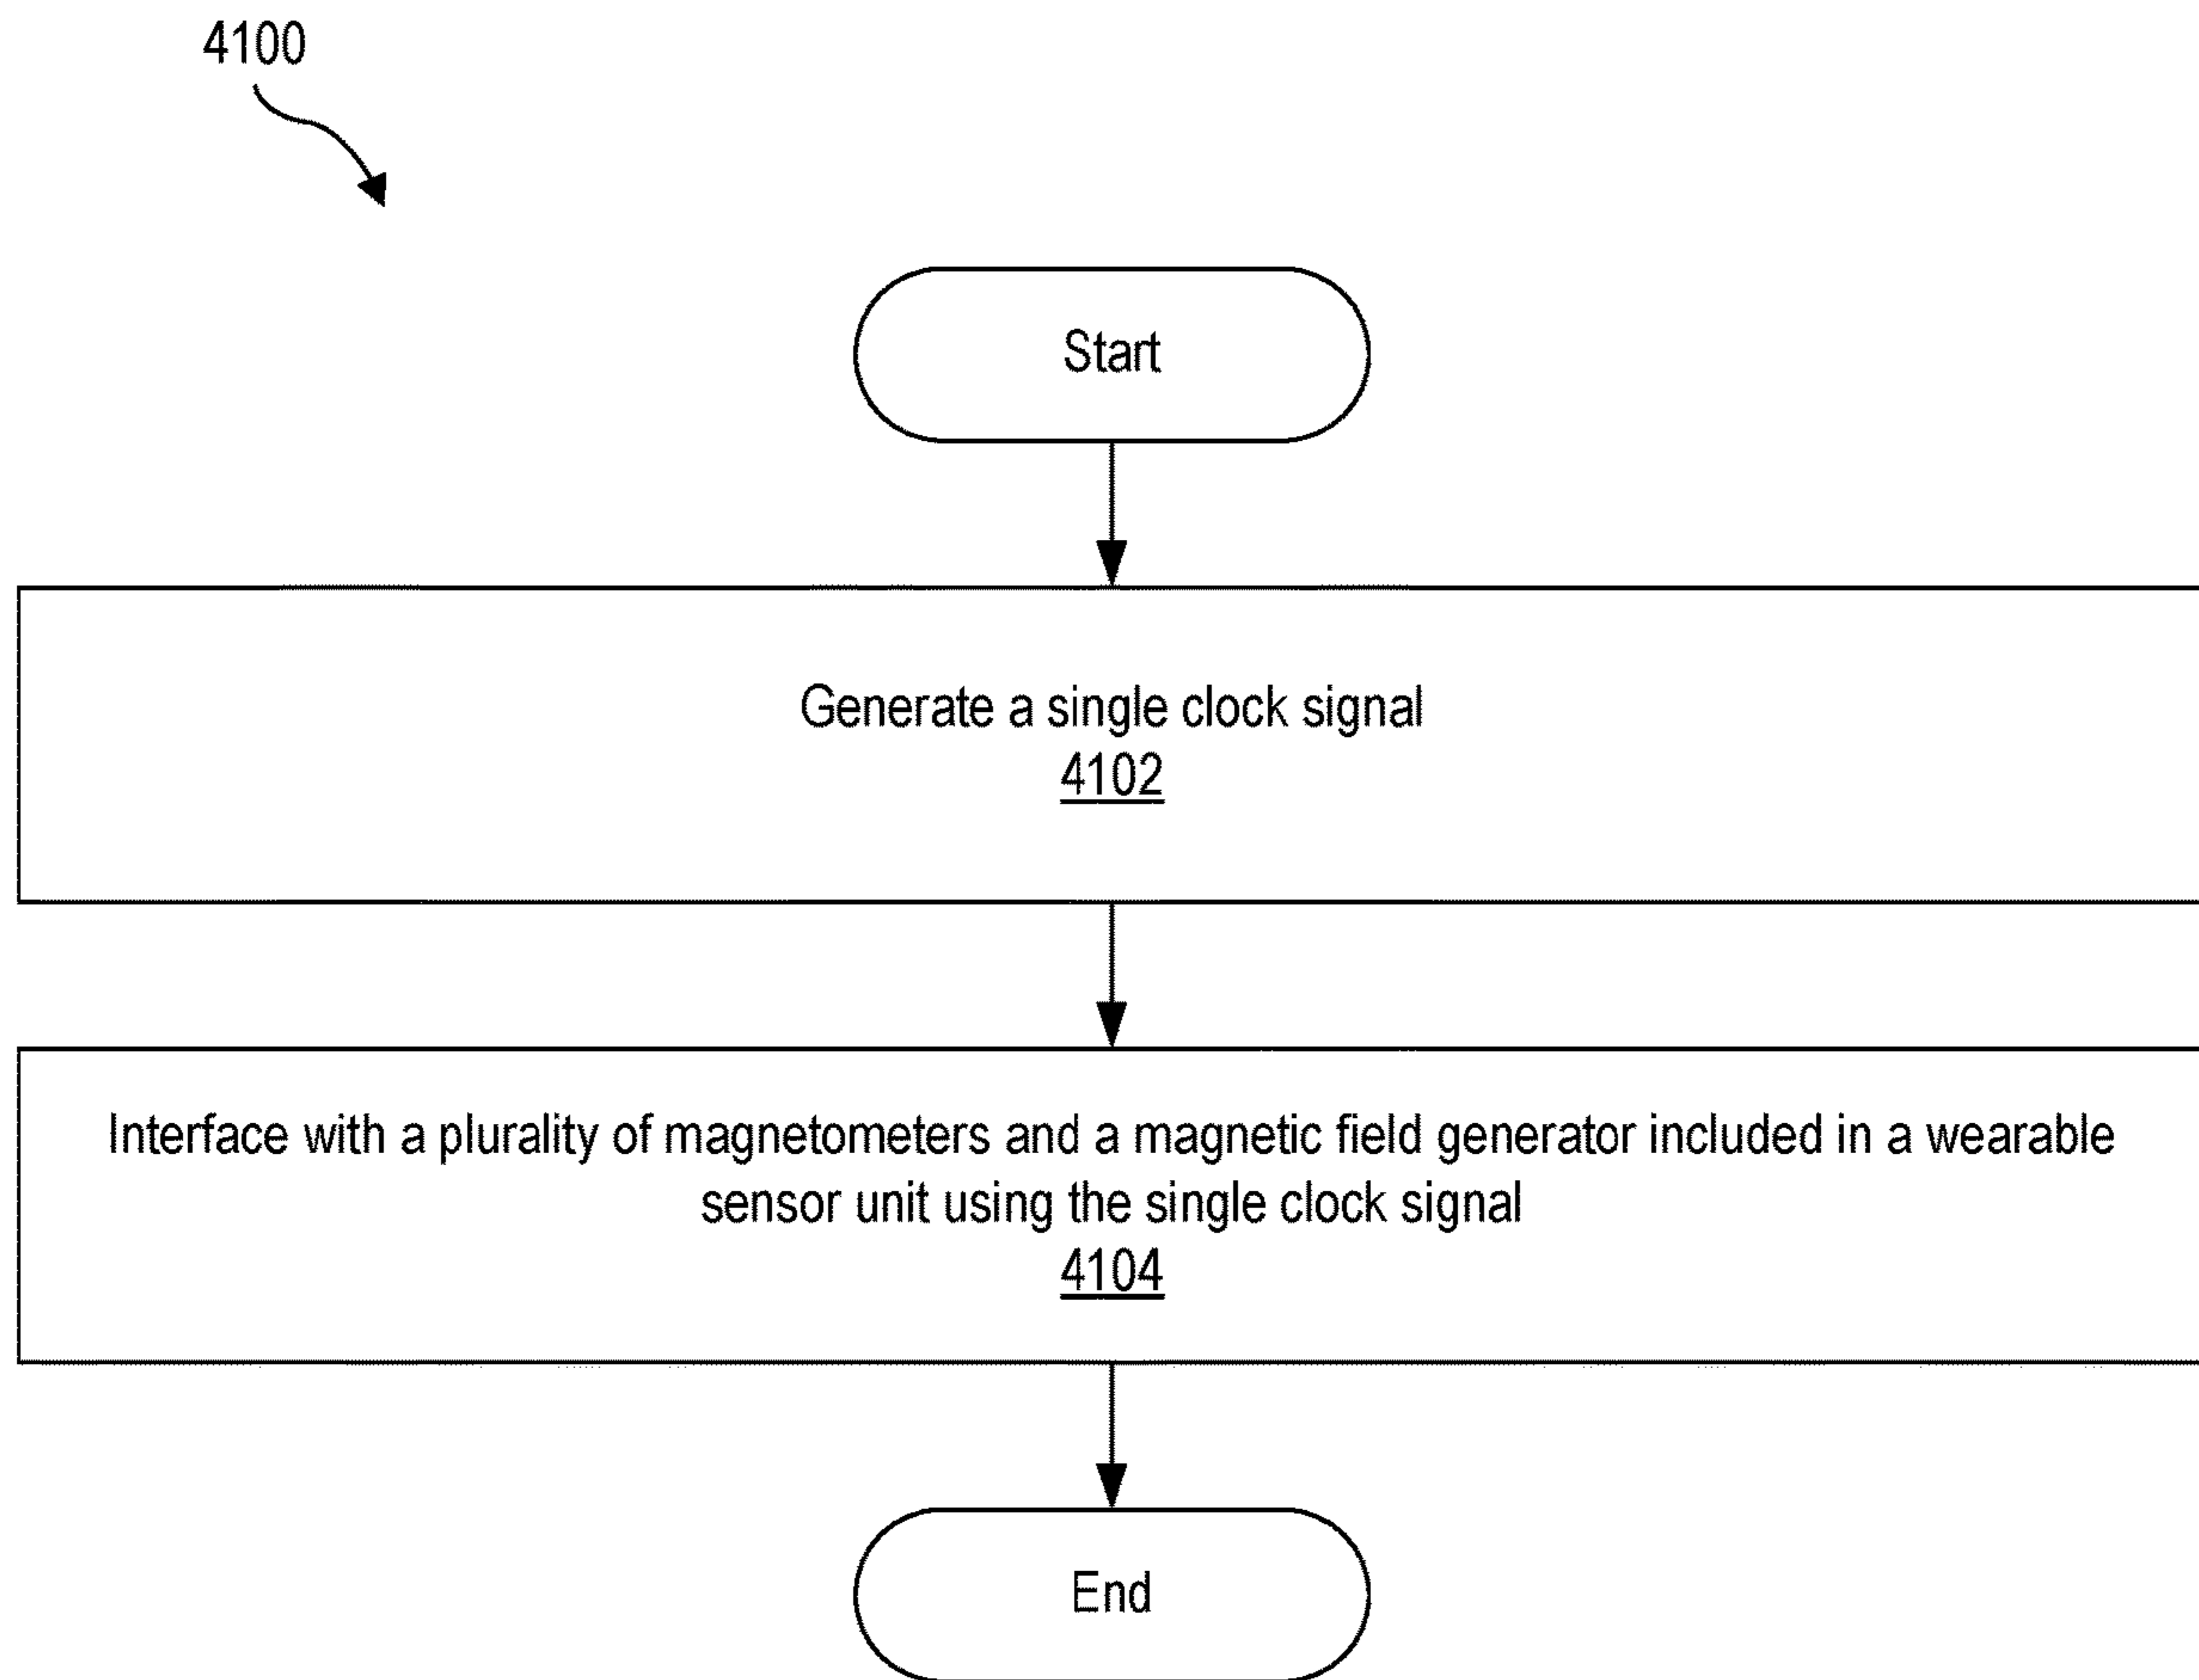 4100
Start
Generate a single clock signal
4102
Interface with a plurality of magnetometers and a magnetic field generator included in a wearable
sensor unit using the single clock signal
4104
End